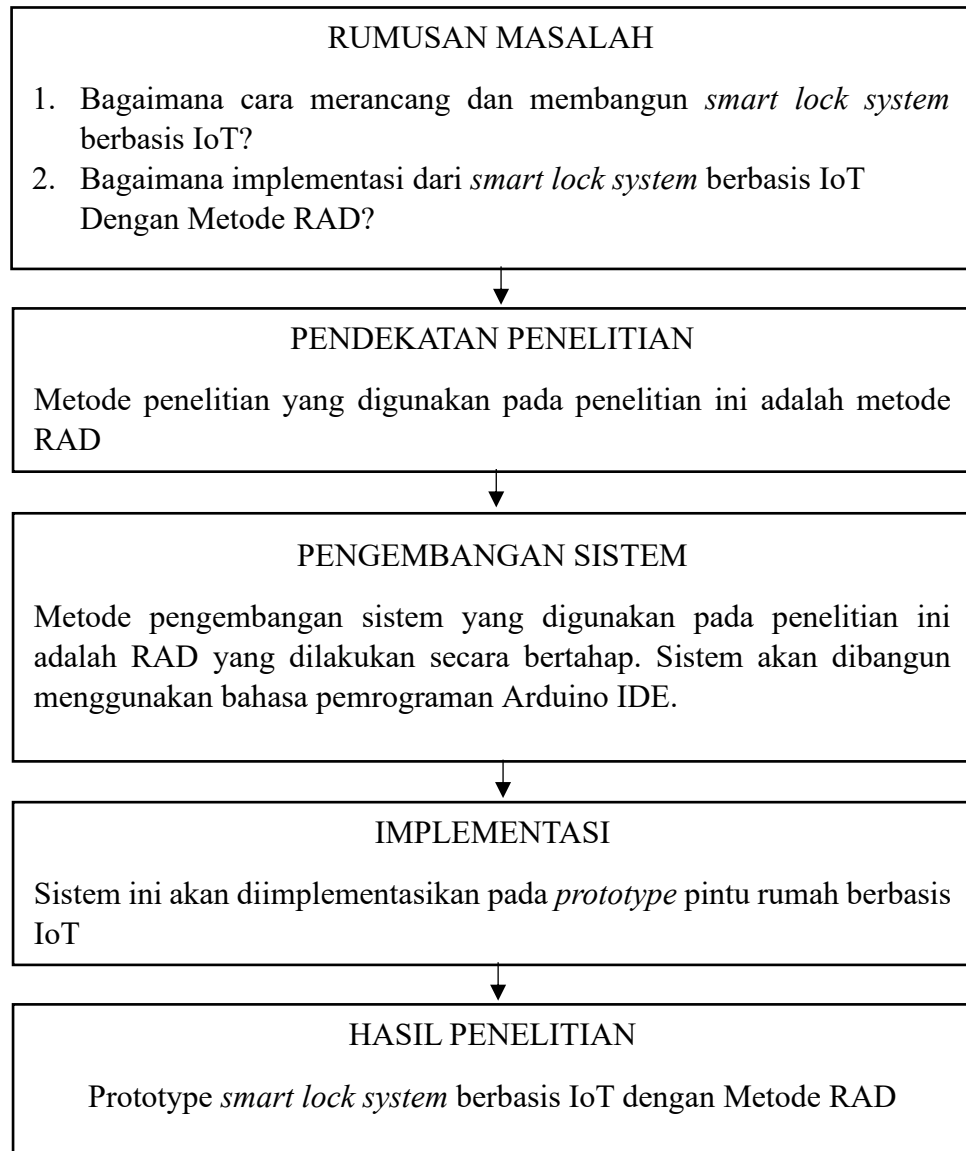 RUMUSAN MASALAH
1. Bagaimana cara merancang dan membangun smart lock system
berbasis IoT?
2. Bagaimana implementasi dari smart lock system berbasis IoT
Dengan Metode RAD?
PENDEKATAN PENELITIAN
Metode penelitian yang digunakan pada penelitian ini adalah metode
RAD
PENGEMBANGAN SISTEM
Metode pengembangan sistem yang digunakan pada penelitian ini
adalah RAD yang dilakukan secara bertahap. Sistem akan dibangun
menggunakan bahasa pemrograman Arduino IDE.
IMPLEMENTASI
Sistem ini akan diimplementasikan pada prototype pintu rumah berbasis
IoT
HASIL PENELITIAN
Prototype smart lock system berbasis IoT dengan Metode RAD